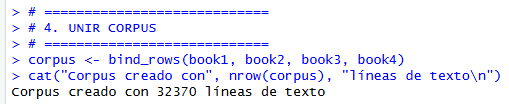 > # ============================
> # 4. UNIR CORPUS
> # ============================
> corpus <- bind_rows(book1, book2, book3, book4)
> cat("Corpus creado con", nrow(corpus), "líneas de texto\n")
Corpus creado con 32370 líneas de texto